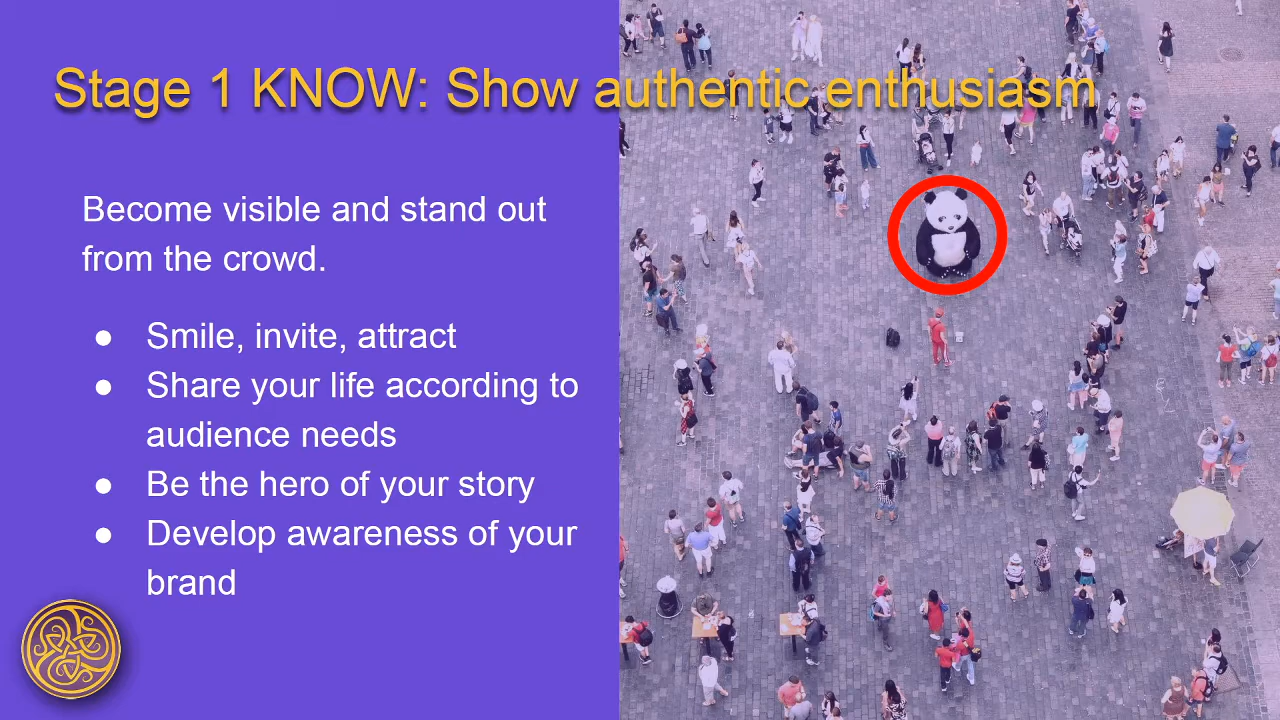 Stage 1 KNOW: Show authentic enthusiasm
Become visible and stand out
from the crowd.
● Smile, invite, attract
● Share your life according to
audience needs
● Be the hero of your story
● Develop awareness of your
brand